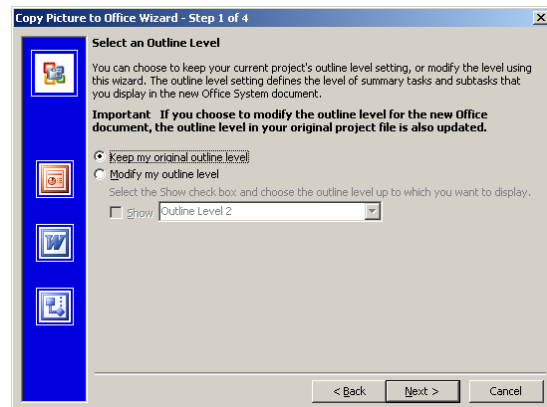 Copy Picture to Office Wizard - Step 1 of 4
Select an Outline Level
You can choose to keep your current project's outline level setting, or modify the level using
this wizard. The outline level setting defines the level of summary tasks and subtasks that
you display in the new Office System document.
Important If you choose to modify the outline level for the new Office
document, the outline level in your original project file is also updated.
Keep my original outline level
Modify my outline level
Select the Show check box and choose the outline level up to which you want to display.
Show Outline Level 2
< Back Next > Cancel